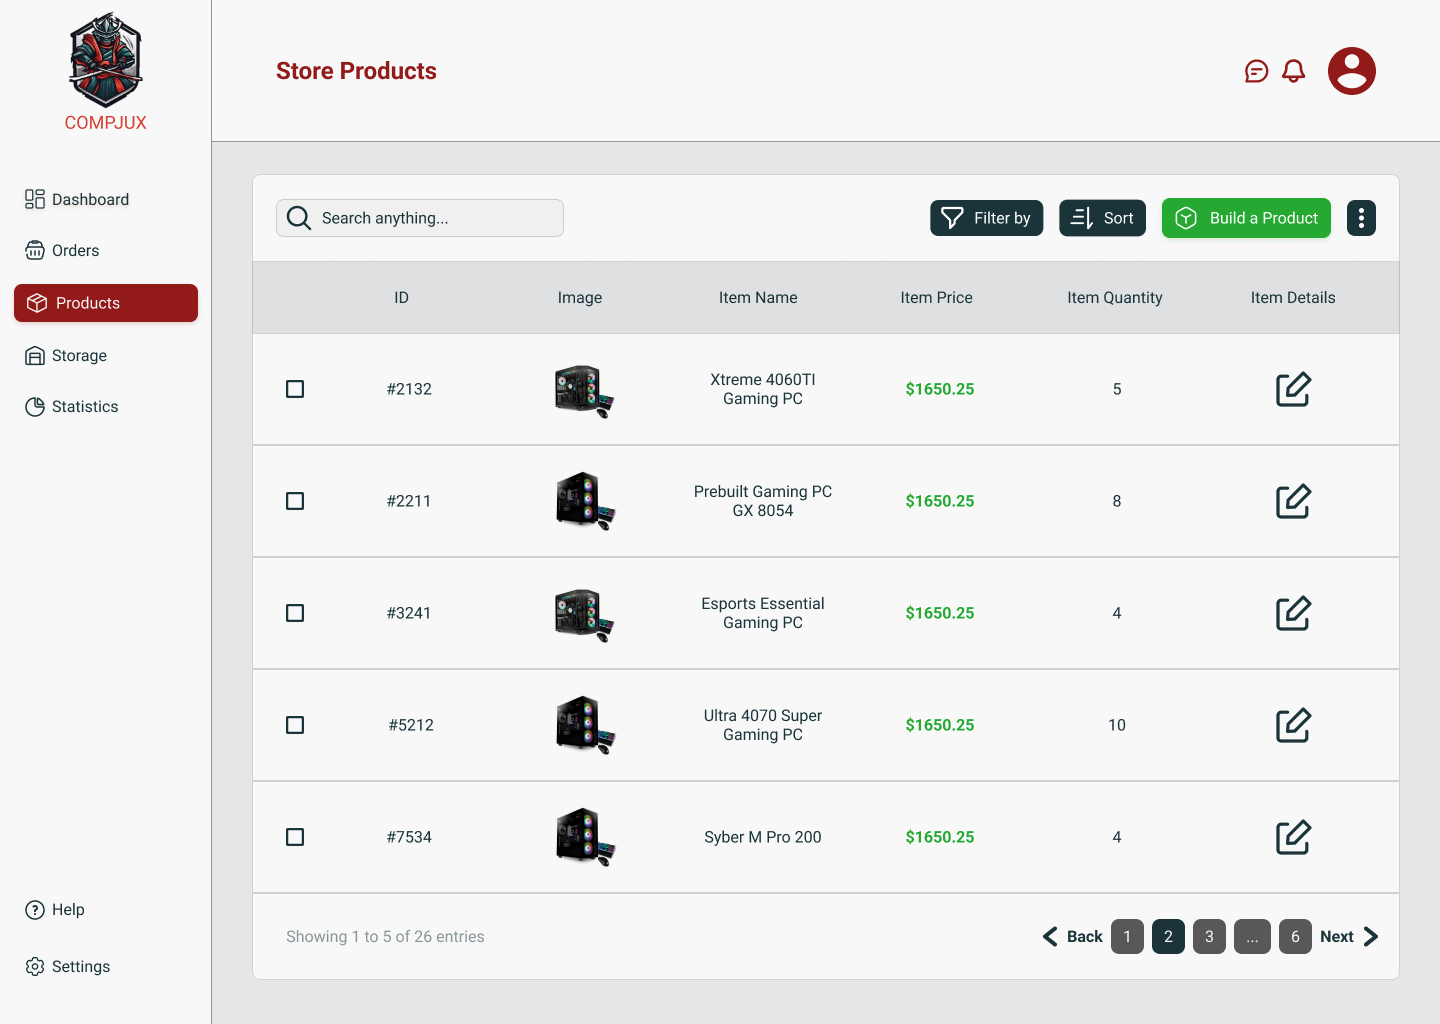 COMPJUX
Store Products
Dashboard
Orders
Products
Storage
Statistics
Help
Settings
Search anything...
Filter by
Sort
Build a Product
ID Image Item Name Item Price Item Quantity Item Details
#2132 Xtreme 4060TI Gaming PC $1650.25 5
#2211 Prebuilt Gaming PC GX 8054 $1650.25 8
#3241 Esports Essential Gaming PC $1650.25 4
#5212 Ultra 4070 Super Gaming PC $1650.25 10
#7534 Syber M Pro 200 $1650.25 4
Showing 1 to 5 of 26 entries
Back 1 2 3 ... 6 Next